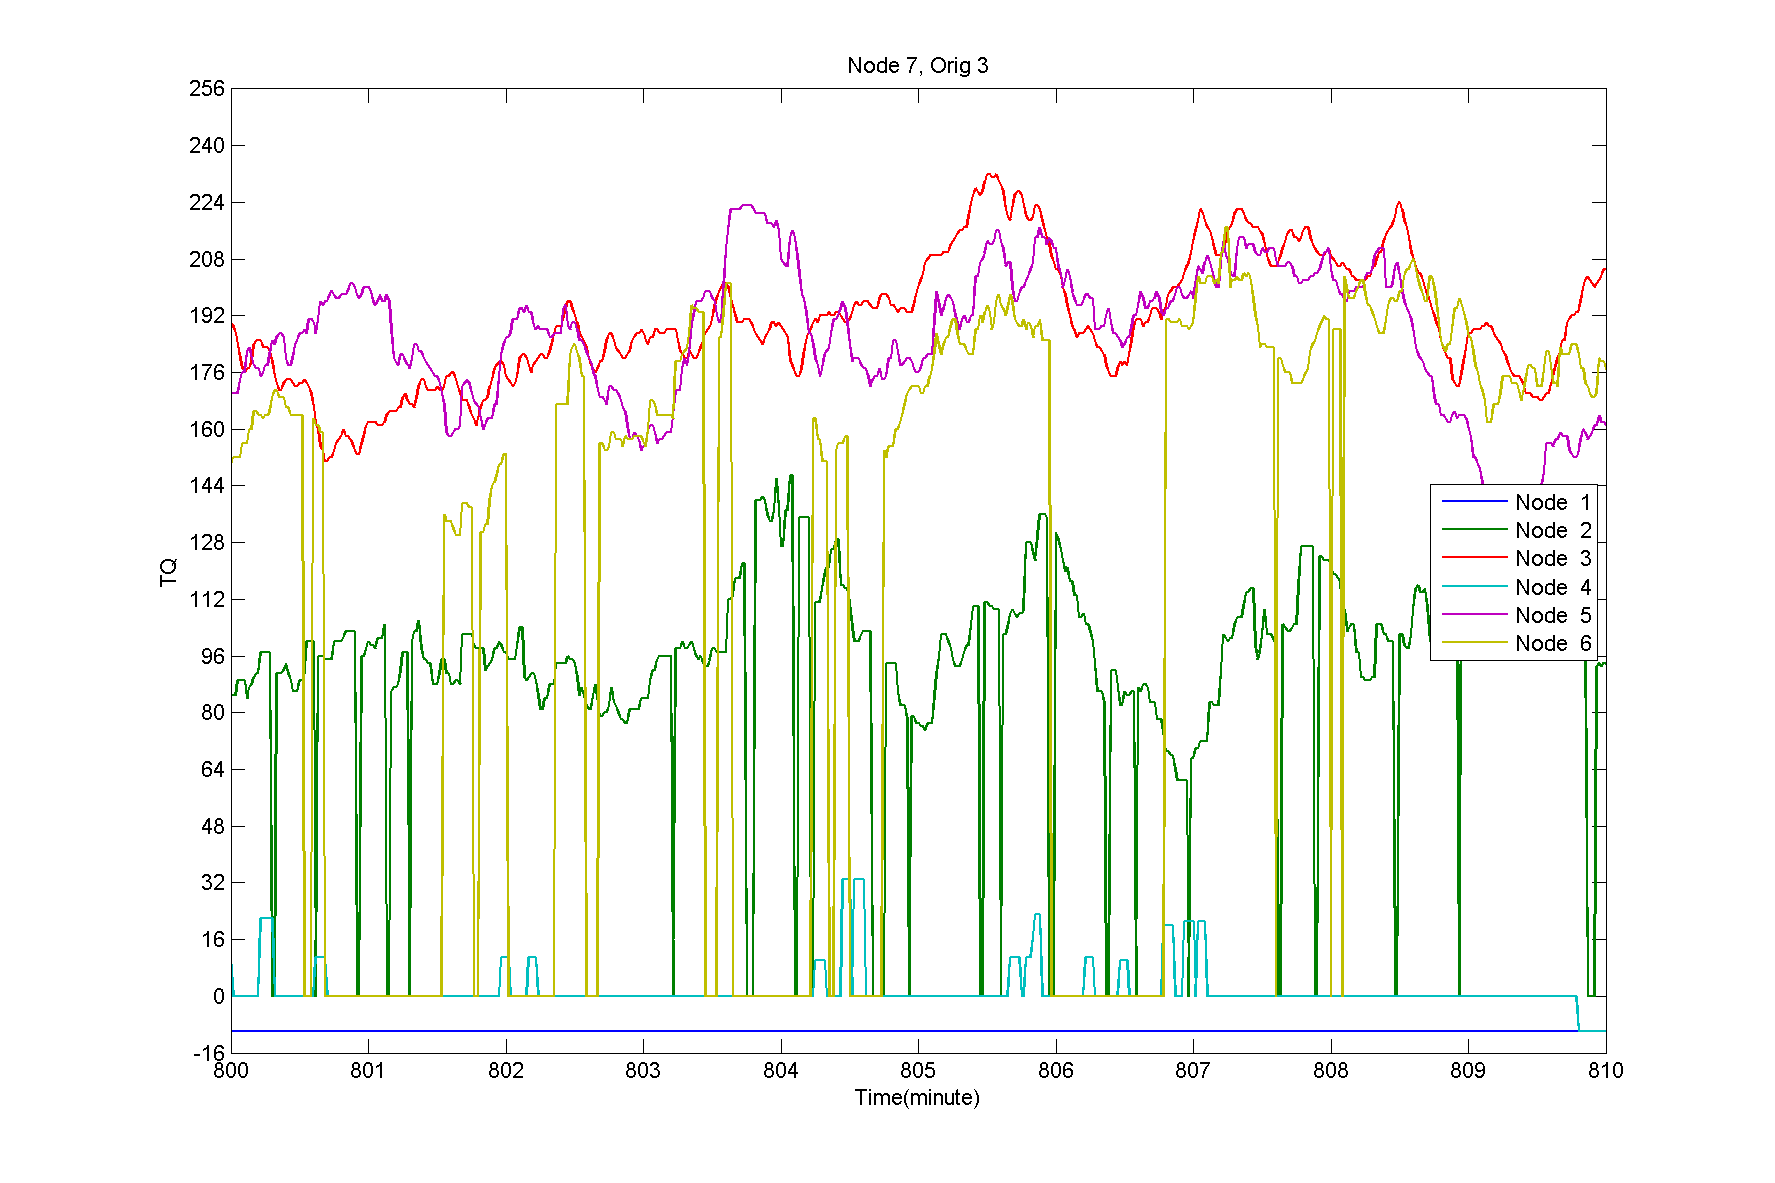 Node 7, Orig 3
256
240
224
208
192
176
160
144
128
112
96
80
64
48
32
16
0
-16
TQ
800 801 802 803 804 805 806 807 808 809 810
Time(minute)
Node 1
Node 2
Node 3
Node 4
Node 5
Node 6